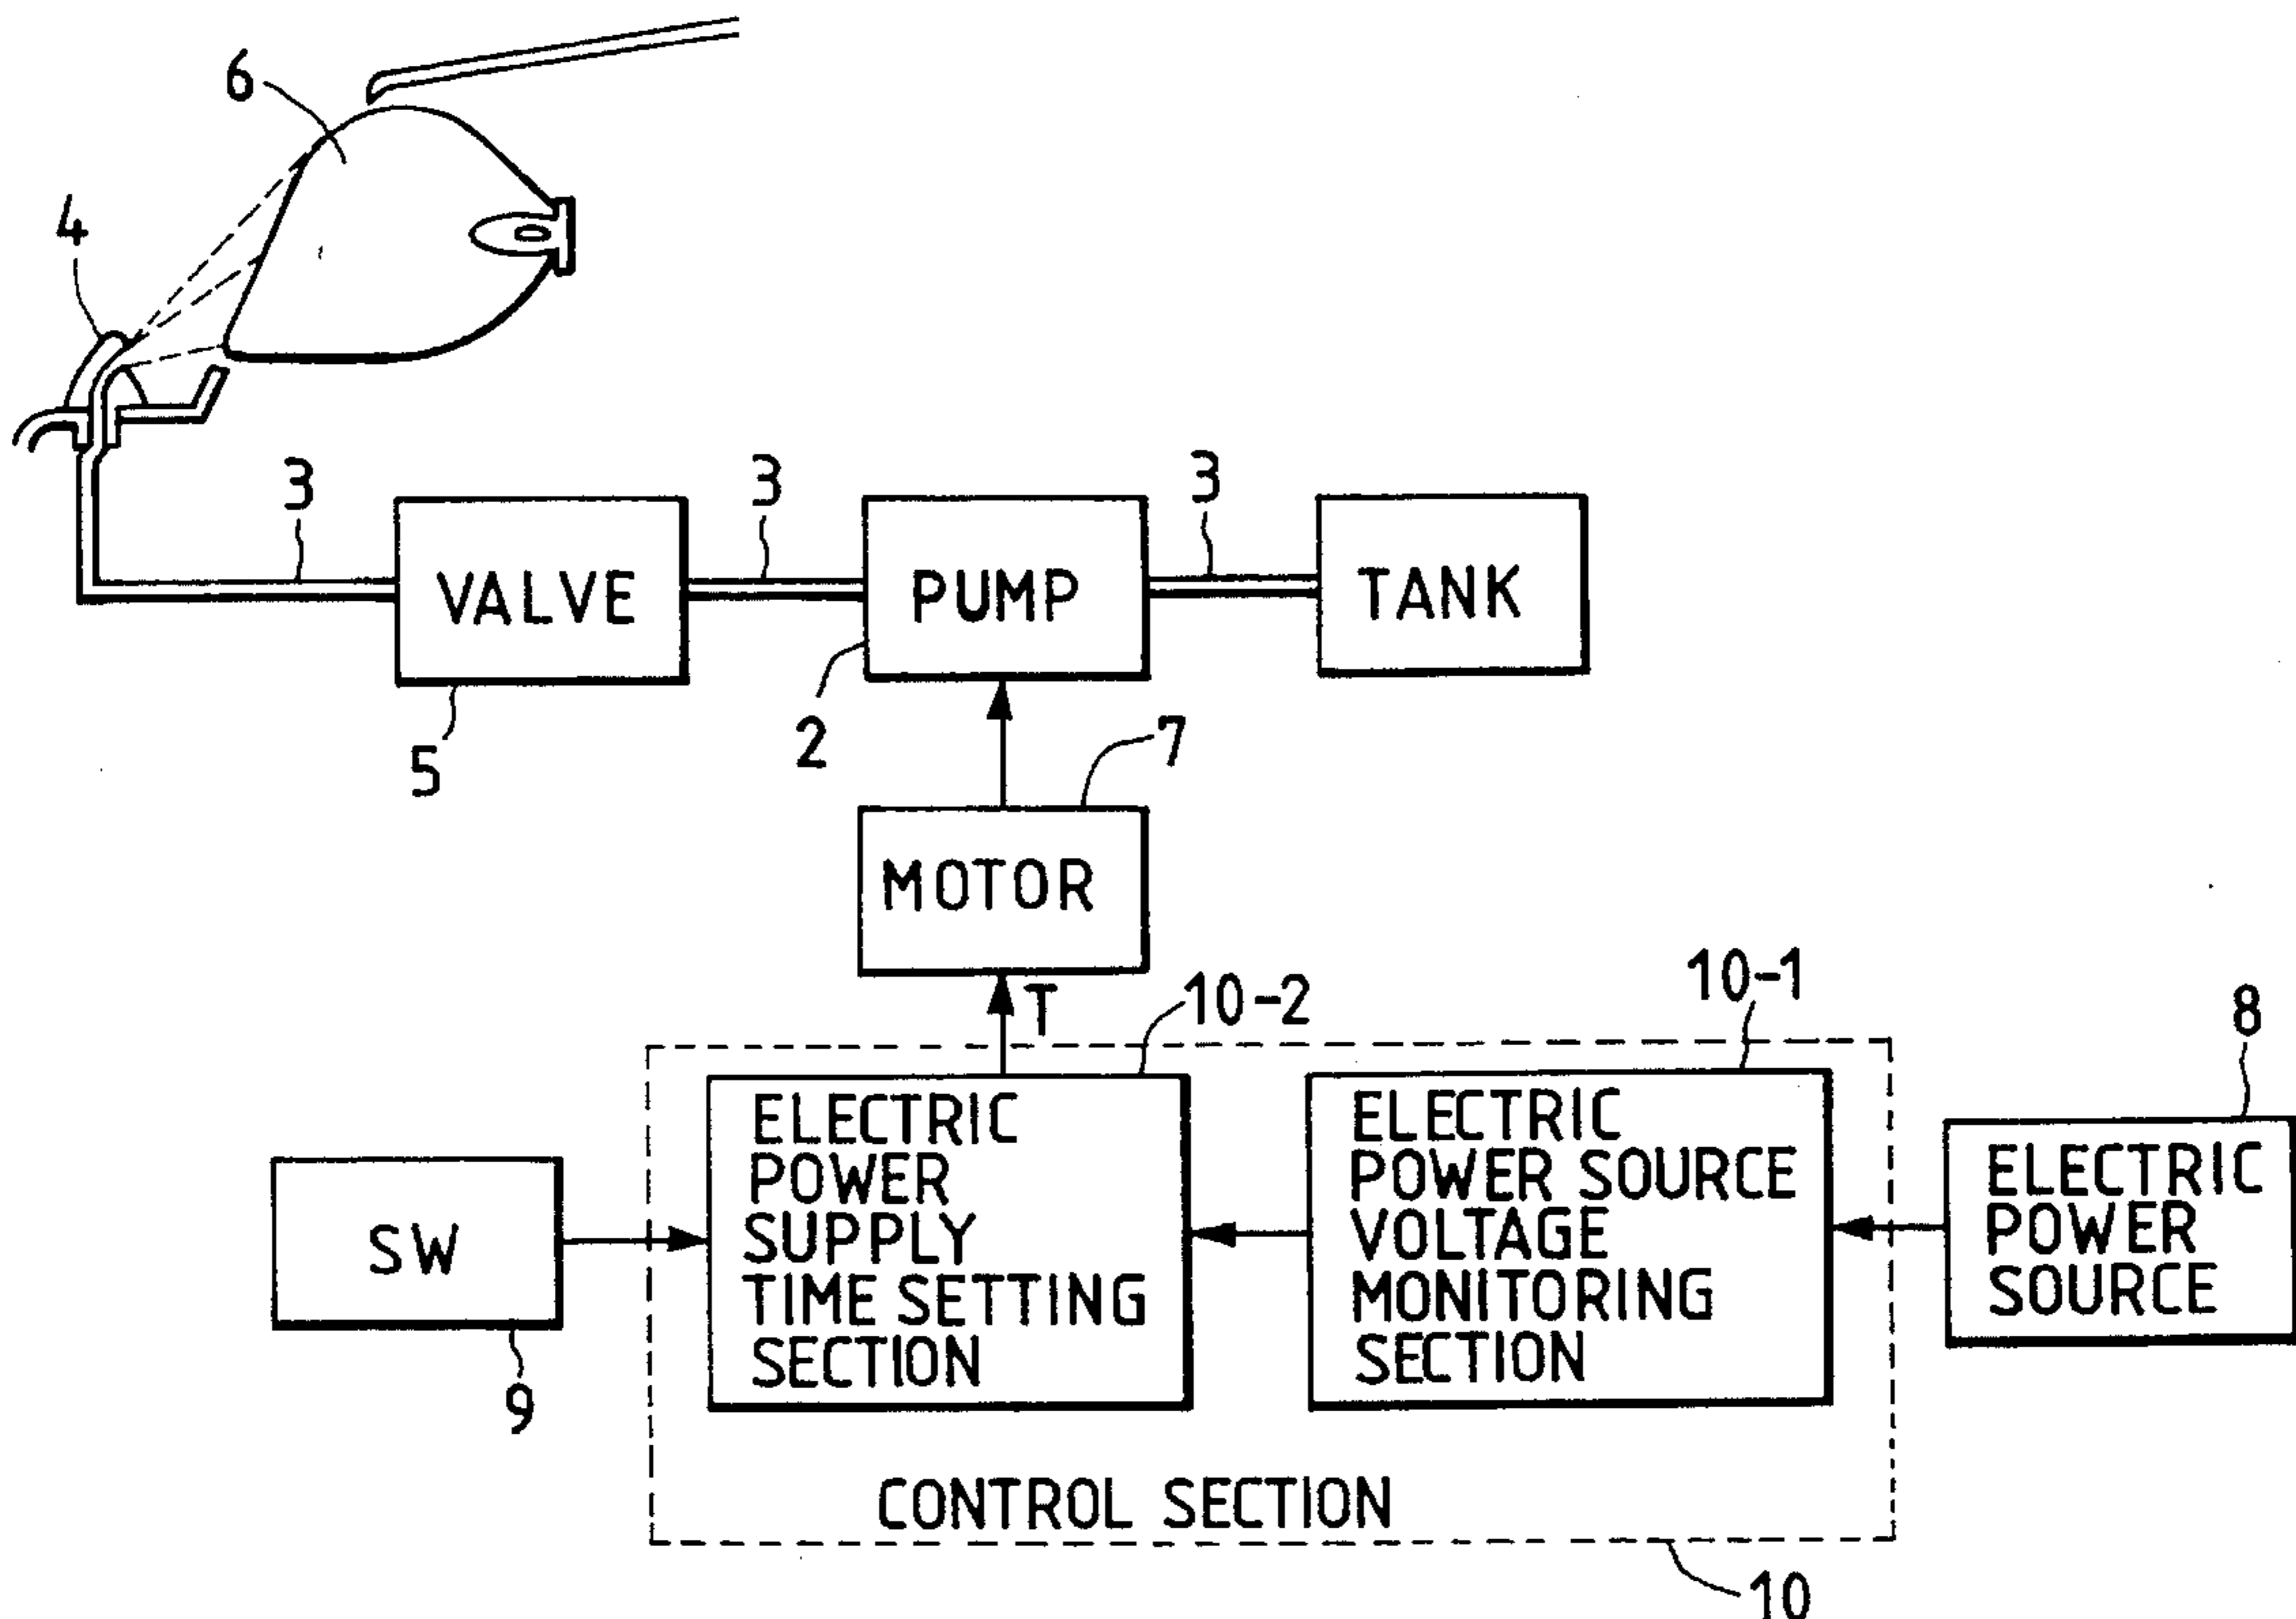 6
4
3
3
3
VALVE
PUMP
TANK
5
2
7
MOTOR
T
10-2
10-1
8
ELECTRIC
POWER
SUPPLY
TIME SETTING
SECTION
ELECTRIC
POWER SOURCE
VOLTAGE
MONITORING
SECTION
ELECTRIC
POWER
SOURCE
SW
9
CONTROL SECTION
10